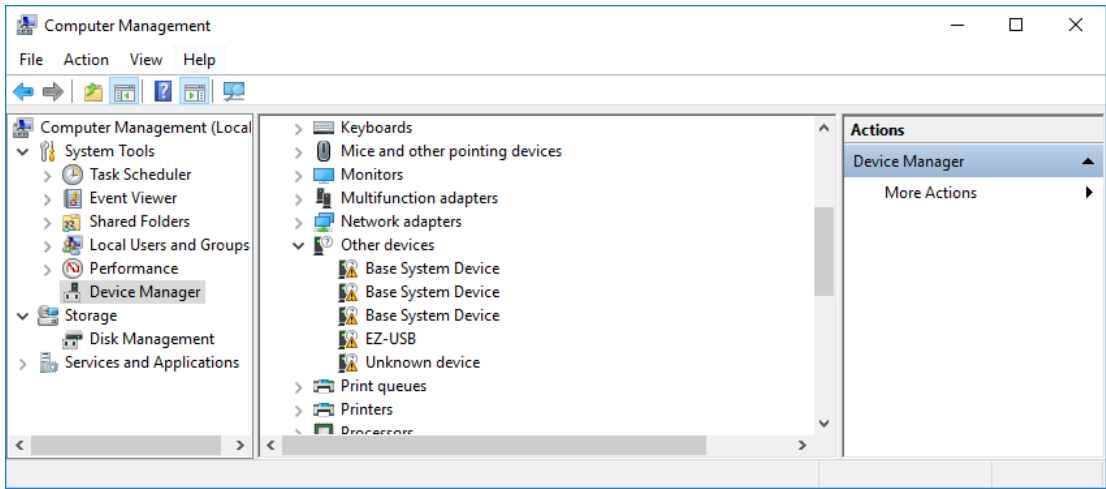 Computer Management
File Action View Help
Computer Management (Local
System Tools
Task Scheduler
Event Viewer
Shared Folders
Local Users and Groups
Performance
Device Manager
Storage
Disk Management
Services and Applications
Keyboards
Mice and other pointing devices
Monitors
Multifunction adapters
Network adapters
Other devices
Base System Device
Base System Device
Base System Device
EZ-USB
Unknown device
Print queues
Printers
Processors
Actions
Device Manager
More Actions